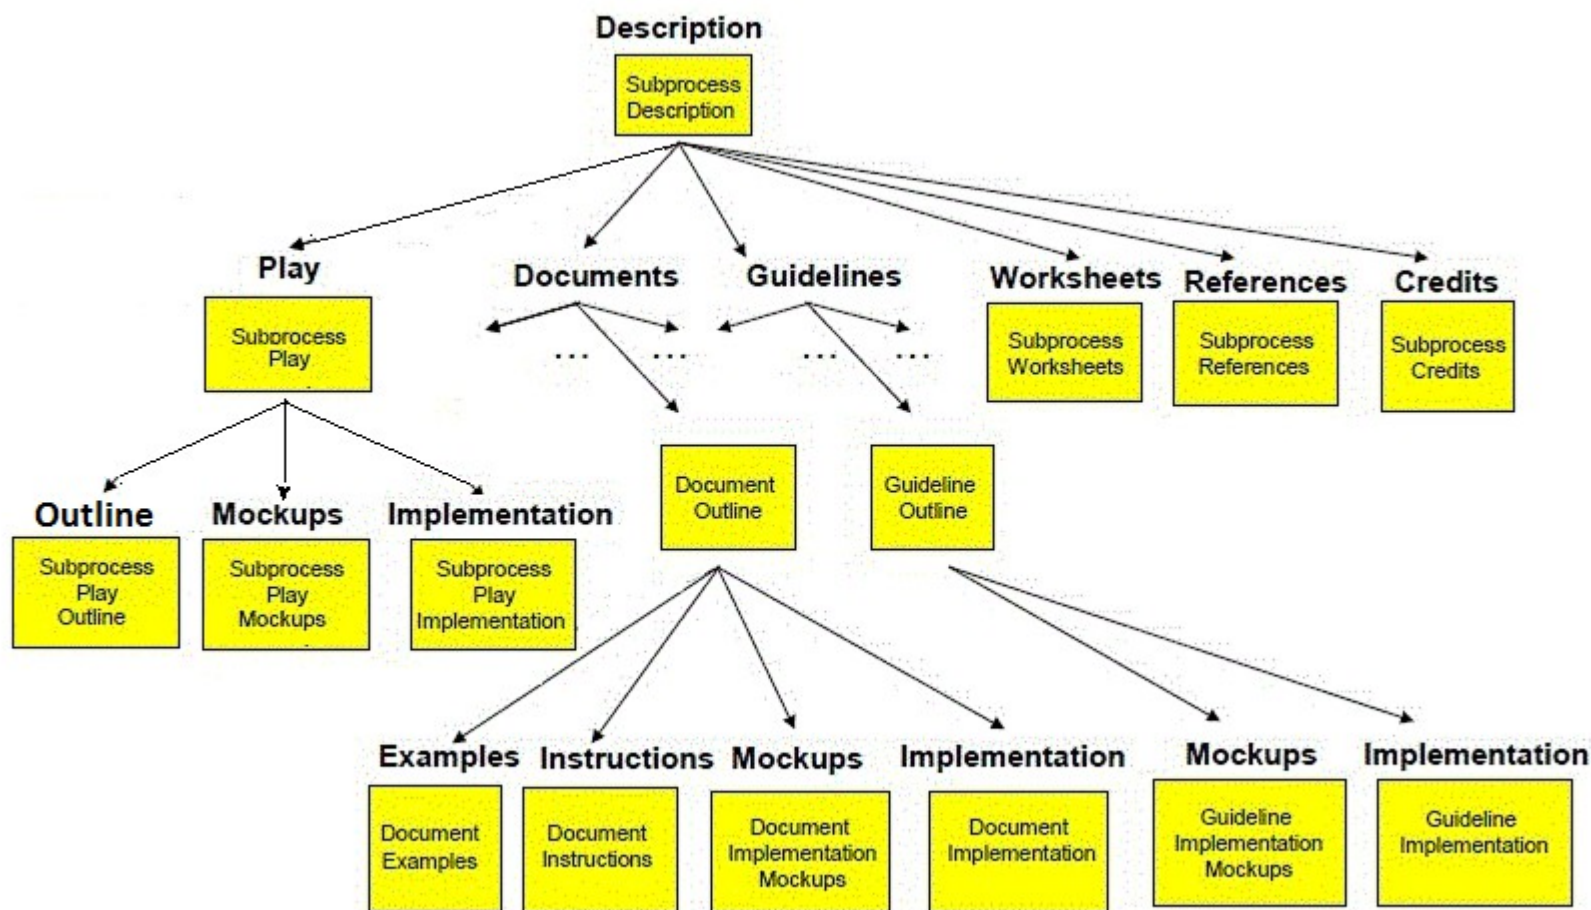 Description
Subprocess
Description
Play
Documents
Guidelines
Worksheets
References
Credits
Subprocess
Play
... ... ... ...
Subprocess
Worksheets
Subprocess
References
Subprocess
Credits
Document
Outline
Guideline
Outline
Outline
Mockups
Implementation
Subprocess
Play
Outline
Subprocess
Play
Mockups
Subprocess
Play
Implementation
Examples
Instructions
Mockups
Implementation
Mockups
Implementation
Document
Examples
Document
Instructions
Document
Implementation
Mockups
Document
Implementation
Guideline
Implementation
Mockups
Guideline
Implementation